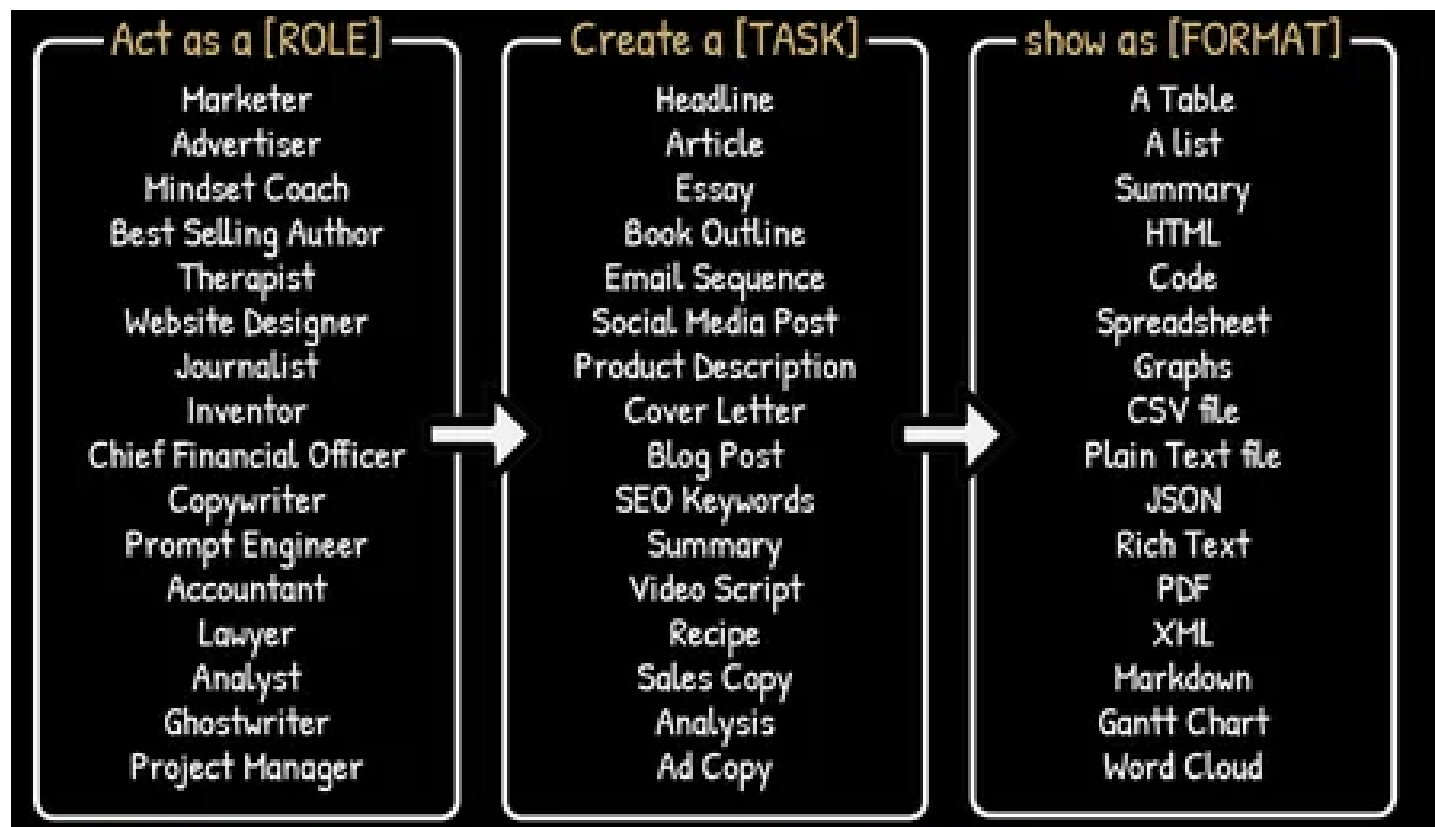 Act as a [ROLE]
Marketer
Advertiser
Mindset Coach
Best Selling Author
Therapist
Website Designer
Journalist
Inventor
Chief Financial Officer
Copywriter
Prompt Engineer
Accountant
Lawyer
Analyst
Ghostwriter
Project Manager
Create a [TASK]
Headline
Article
Essay
Book Outline
Email Sequence
Social Media Post
Product Description
Cover Letter
Blog Post
SEO Keywords
Summary
Video Script
Recipe
Sales Copy
Analysis
Ad Copy
show as [FORMAT]
A Table
A list
Summary
HTML
Code
Spreadsheet
Graphs
CSV file
Plain Text file
JSON
Rich Text
PDF
XML
Markdown
Gantt Chart
Word Cloud